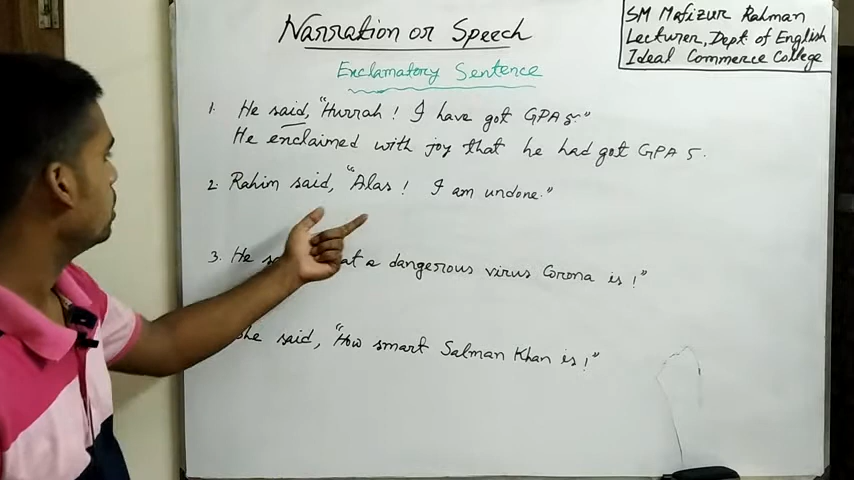 Narration or Speech
SM Mafizur Rahman
Lecturer, Dept. of English
Ideal Commerce College
Exclamatory Sentence
1. He said, "Hurrah! I have got GPA 5."
He enclaimed with joy that he had got GPA 5.
2. Rahim said, "Alas! I am undone."
3. He at a dangerous virus Corona is!"
She said, "How smart Salman Khan is!"